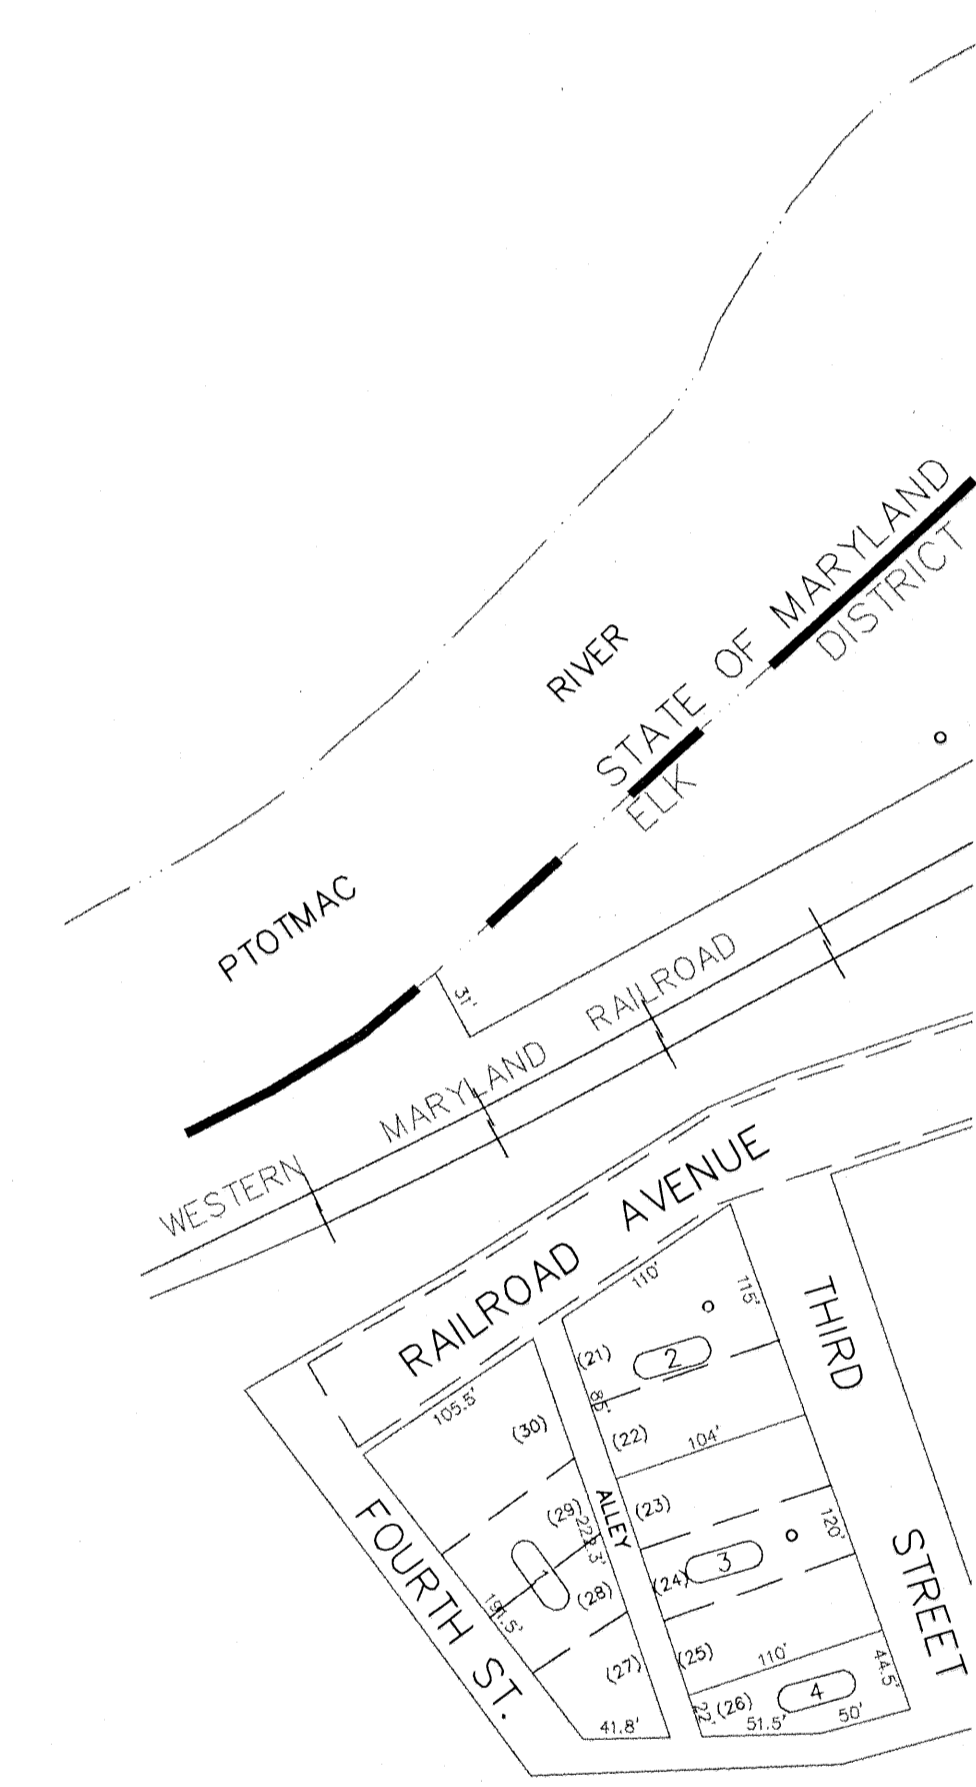 STATE OF MARYLAND
DISTRICT
RIVER
ELK
PTOTMAC
31'
WESTERN MARYLAND RAILROAD
RAILROAD AVENUE
110'
115'
THIRD STREET
(21)
2
85'
105.5'
(30)
(22)
104'
ALLEY
(29)
222.3'
(23)
120'
FOURTH ST.
1
(28)
(24)
3
191.5'
(27)
(25)
110'
44.5'
22'
(26)
4
41.8'
51.5'
50'